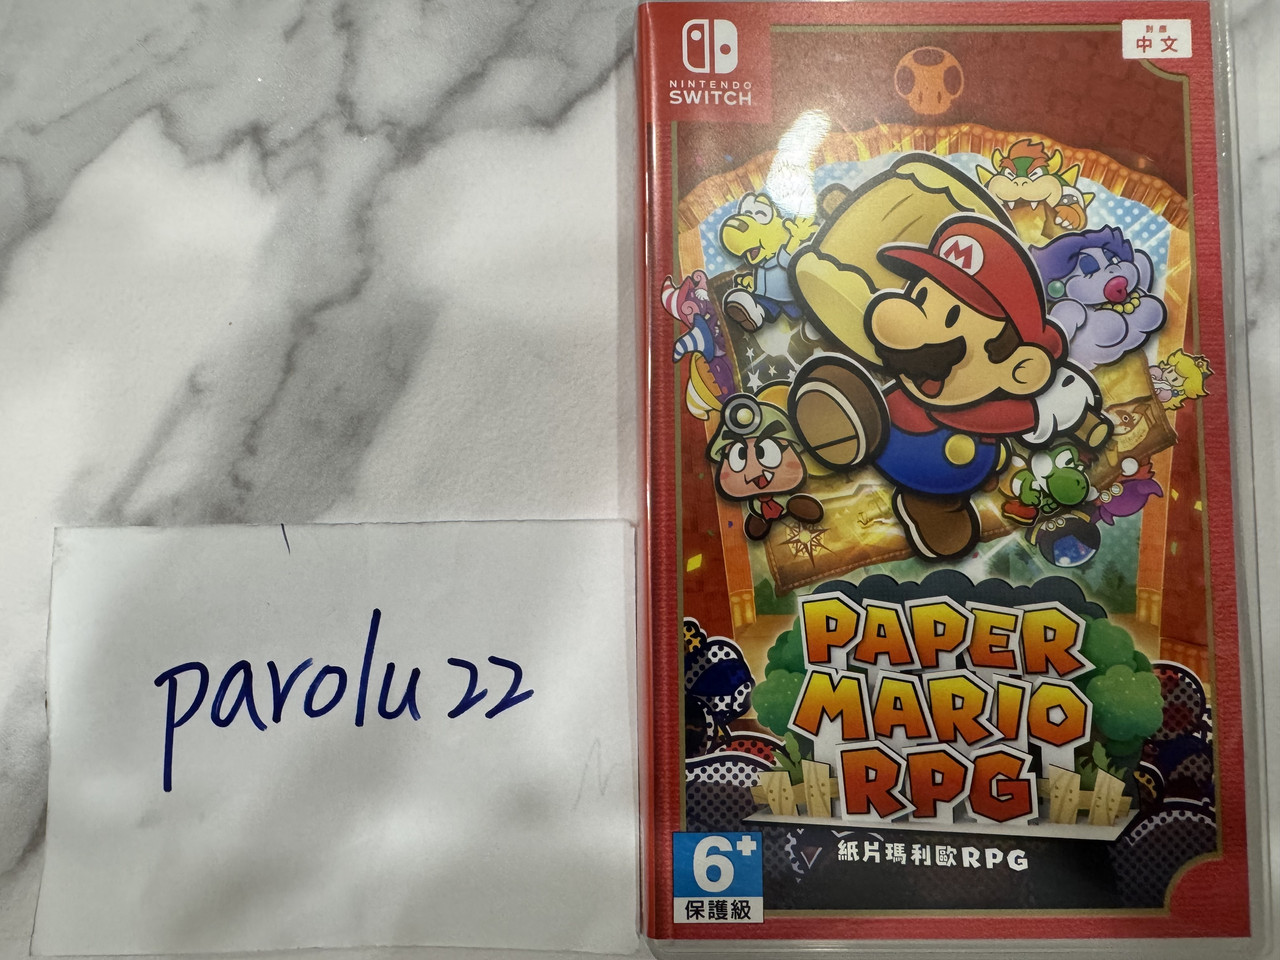 parolu22
NINTENDO
SWITCH
對應
中文
M
PAPER
MARIO
RPG
紙片瑪利歐RPG
6+
保護級